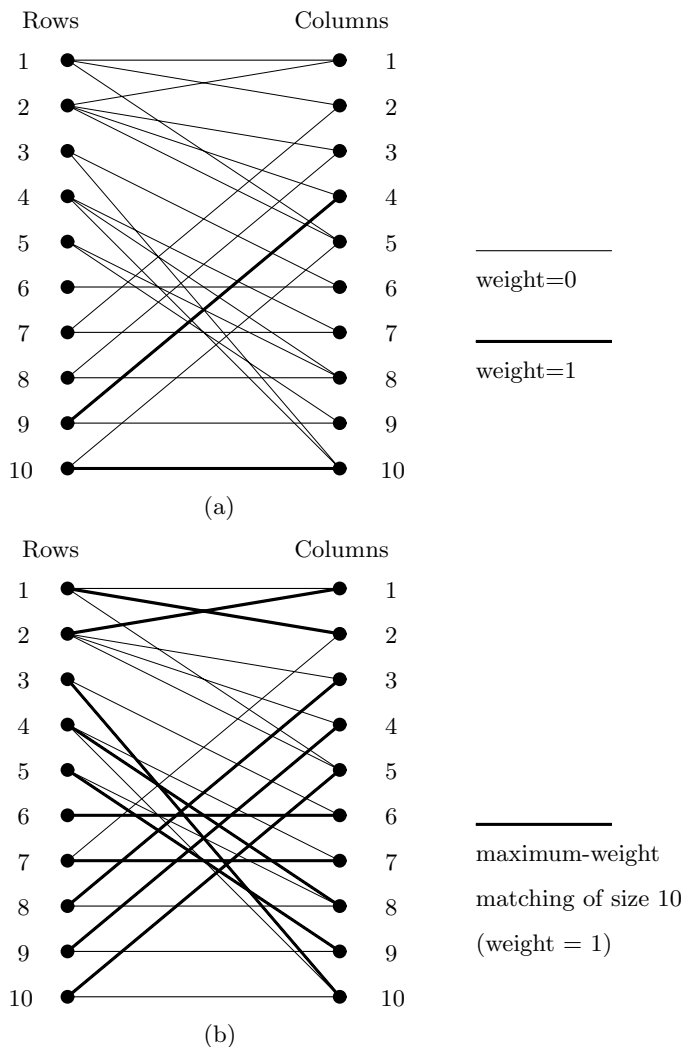 Rows Columns
1 1
2 2
3 3
4 4
5 5
6 6
7 7
8 8
9 9
10 10
weight=0
weight=1
(a)
Rows Columns
1 1
2 2
3 3
4 4
5 5
6 6
7 7
8 8
9 9
10 10
maximum-weight
matching of size 10
(weight = 1)
(b)